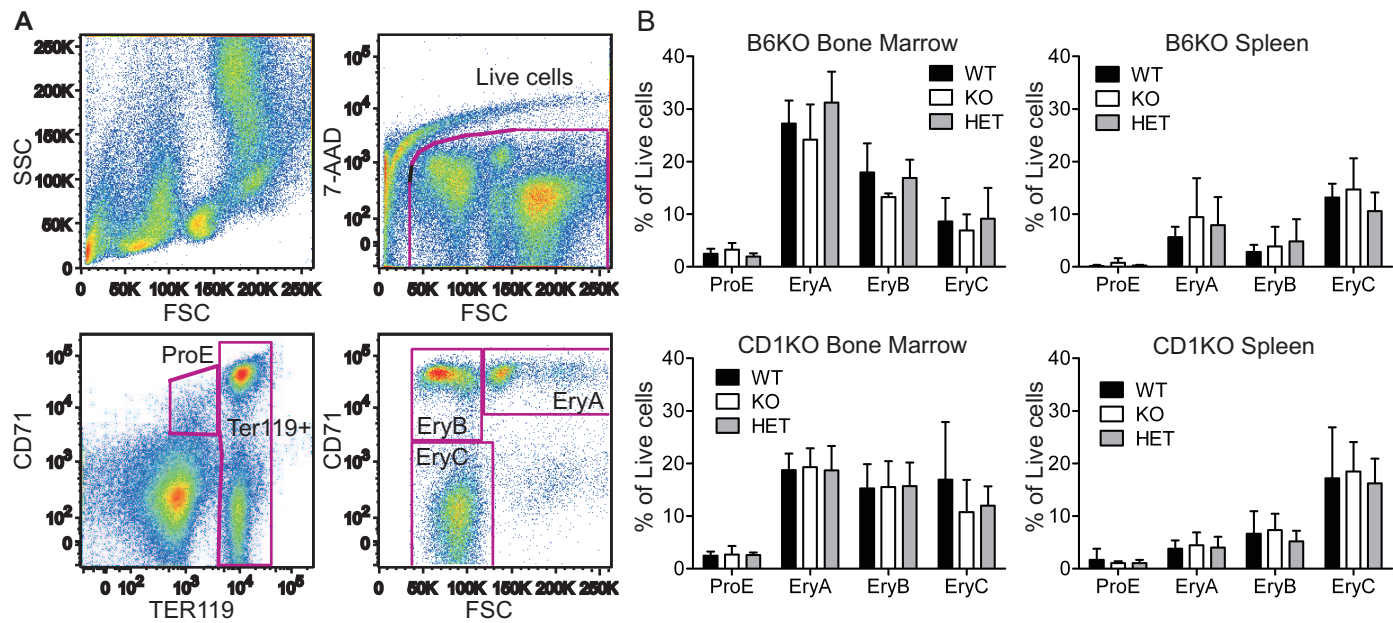 A
SSC
250K
200K
150K
100K
50K
0
0 50K 100K 150K 200K 250K
FSC
7-AAD
10^5
10^4
10^3
10^2
0
Live cells
0 50K 100K 150K 200K 250K
FSC
CD71
10^5
10^4
10^3
10^2
0
ProE
Ter119+
0 10^2 10^3 10^4 10^5
TER119
CD71
10^5
10^4
10^3
10^2
0
EryA
EryB
EryC
0 50K 100K 150K 200K 250K
FSC
B
B6KO Bone Marrow
% of Live cells
40
30
20
10
0
WT
KO
HET
ProE EryA EryB EryC
B6KO Spleen
% of Live cells
40
30
20
10
0
WT
KO
HET
ProE EryA EryB EryC
CD1KO Bone Marrow
% of Live cells
40
30
20
10
0
WT
KO
HET
ProE EryA EryB EryC
CD1KO Spleen
% of Live cells
40
30
20
10
0
WT
KO
HET
ProE EryA EryB EryC